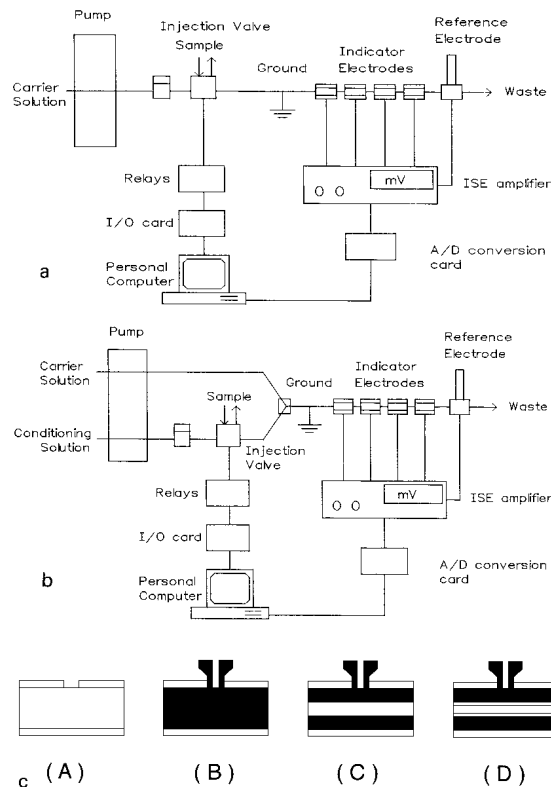 Pump
Injection Valve
Sample
Reference
Electrode
Ground
Indicator
Electrodes
Carrier
Solution
Waste
mV
ISE amplifier
Relays
I/O card
A/D conversion
card
Personal
Computer
a
Pump
Reference
Electrode
Carrier
Solution
Ground
Indicator
Electrodes
Sample
Waste
Conditioning
Solution
Injection
Valve
mV
ISE amplifier
Relays
I/O card
A/D conversion
card
Personal
Computer
b
c (A) (B) (C) (D)